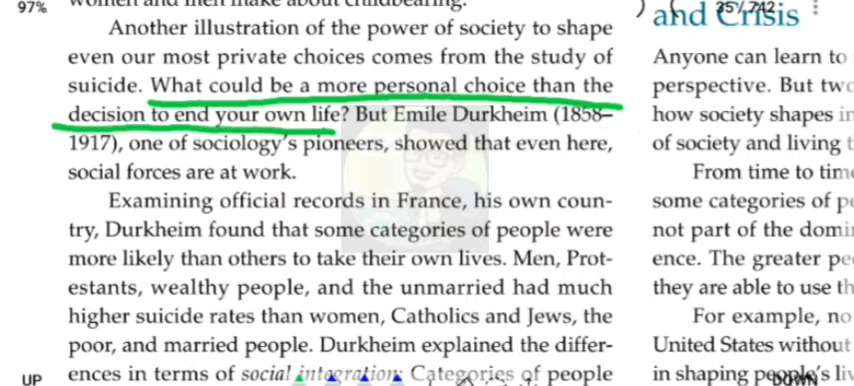 97%
women and men make about childbearing.
Another illustration of the power of society to shape
even our most private choices comes from the study of
suicide. What could be a more personal choice than the
decision to end your own life? But Emile Durkheim (1858–
1917), one of sociology's pioneers, showed that even here,
social forces are at work.
Examining official records in France, his own coun-
try, Durkheim found that some categories of people were
more likely than others to take their own lives. Men, Prot-
estants, wealthy people, and the unmarried had much
higher suicide rates than women, Catholics and Jews, the
poor, and married people. Durkheim explained the differ-
ences in terms of social integration: Categories of people
UP
35/742
and Crisis
Anyone can learn to
perspective. But
how society shapes
of society and living
From time to
some categories of
not part of the
ence. The greater
they are able to use
For example, no
United States without
in shaping people's
DOWN